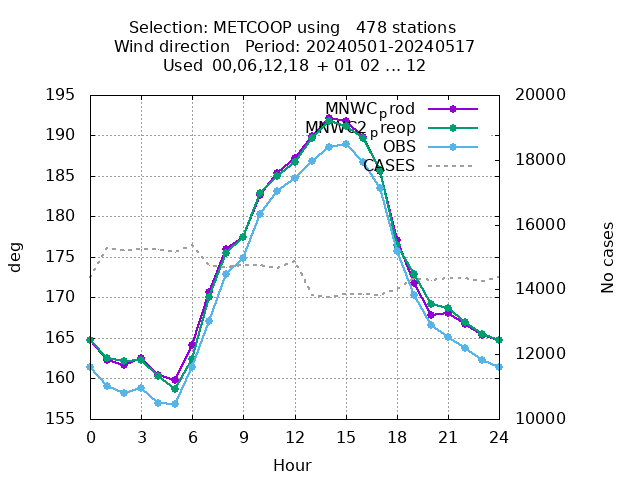 Selection: METCOOP using   478 stations
Wind direction   Period: 20240501-20240517
Used 00,06,12,18 + 01 02 ... 12
195 20000
MNWC_prod
190 MNWC2_preop
OBS
185 CASES 18000
180
16000
175
170 14000
165
12000
160
155 10000
0 3 6 9 12 15 18 21 24
Hour
deg
No cases